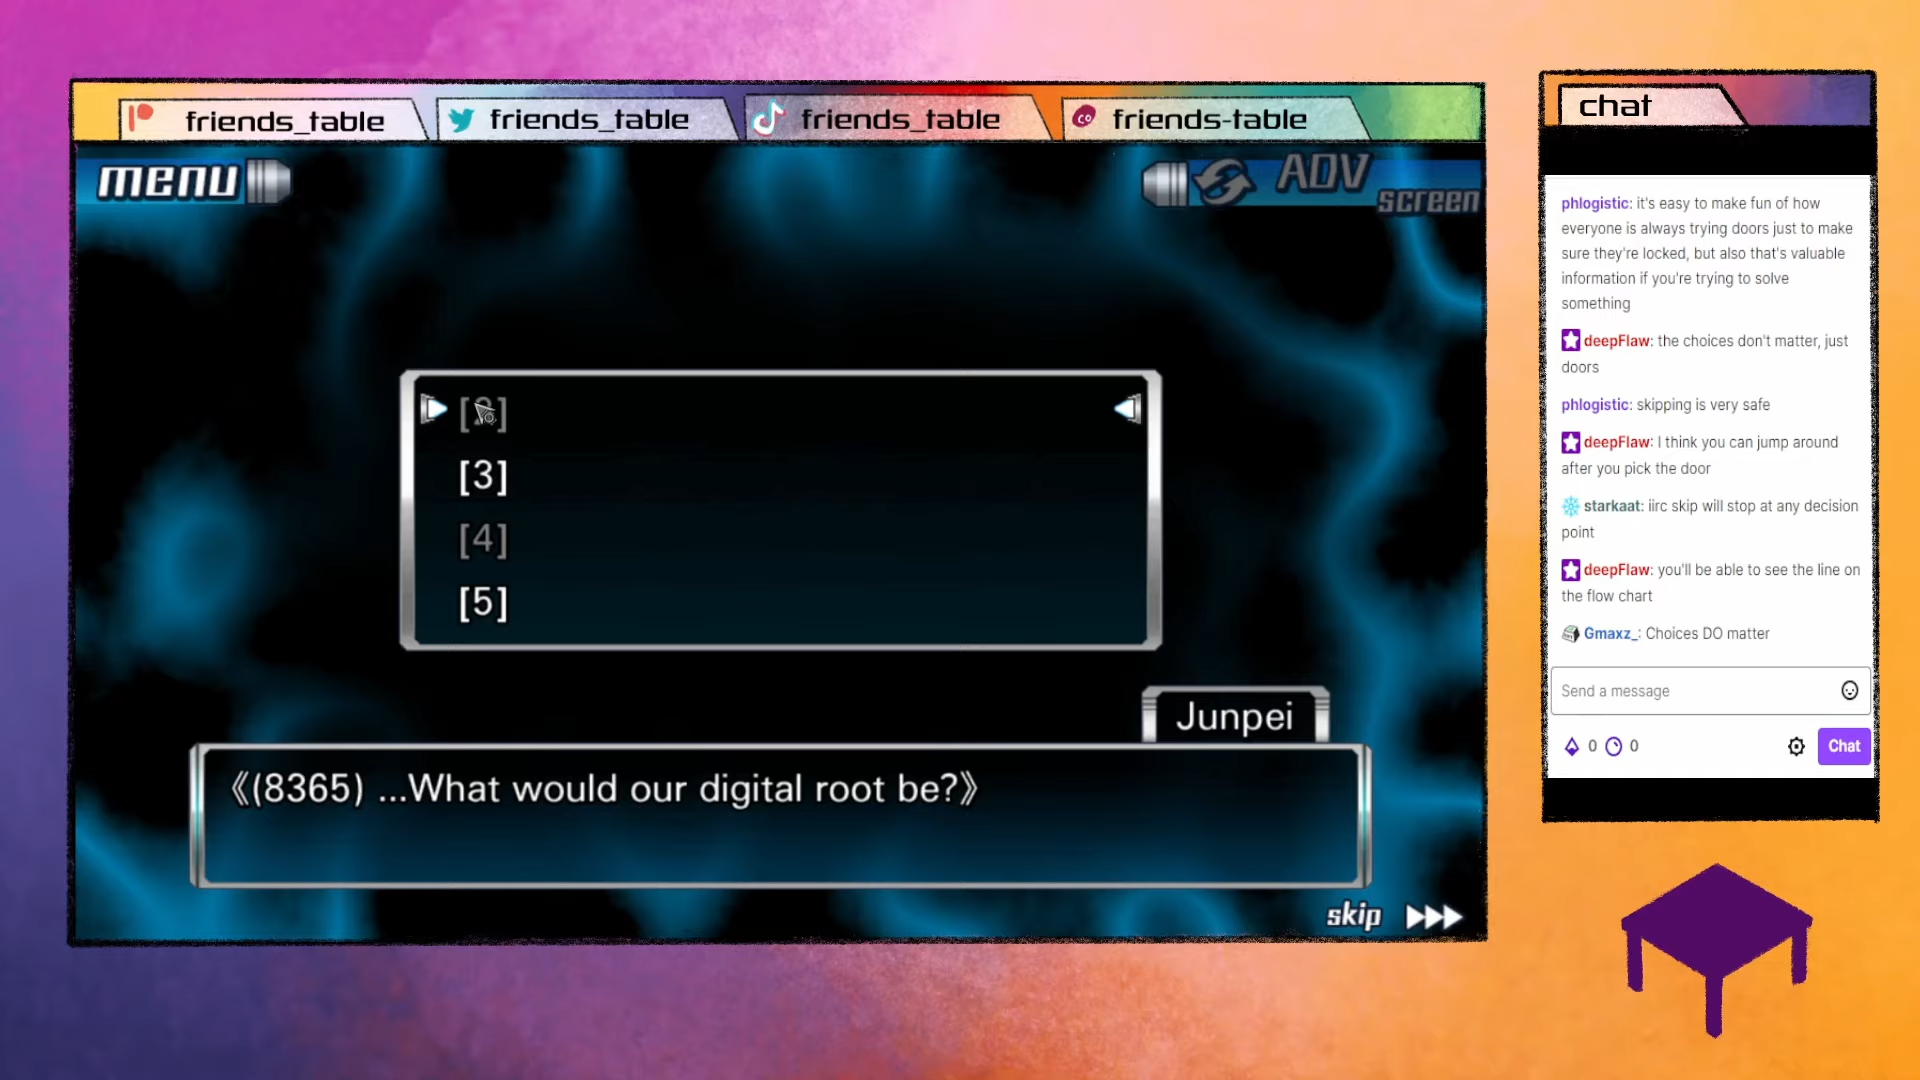 friends_table
friends_table
friends_table
friends-table
menu
ADV
screen
[3]
[4]
[5]
Junpei
《(8365) ...What would our digital root be?》
skip
chat
phlogistic: it's easy to make fun of how
everyone is always trying doors just to make
sure they're locked, but also that's valuable
information if you're trying to solve
something
deepFlaw: the choices don't matter, just
doors
phlogistic: skipping is very safe
deepFlaw: I think you can jump around
after you pick the door
starkaat: iirc skip will stop at any decision
point
deepFlaw: you'll be able to see the line on
the flow chart
Gmaxz_: Choices DO matter
Send a message
0
0
Chat